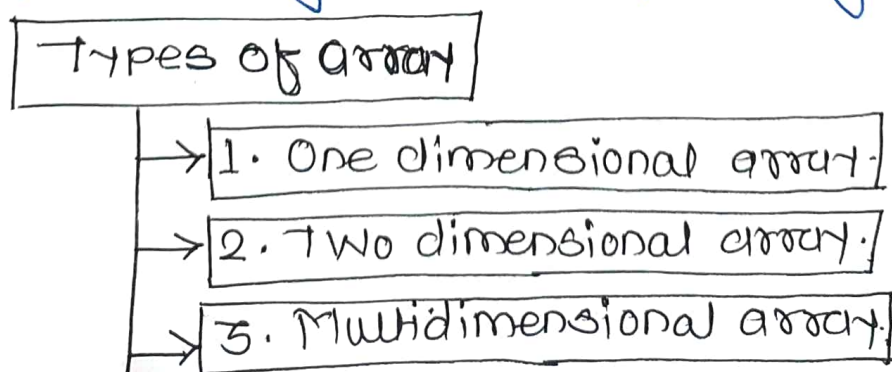 Types of array
1. One dimensional array.
2. Two dimensional array.
3. Multidimensional array.